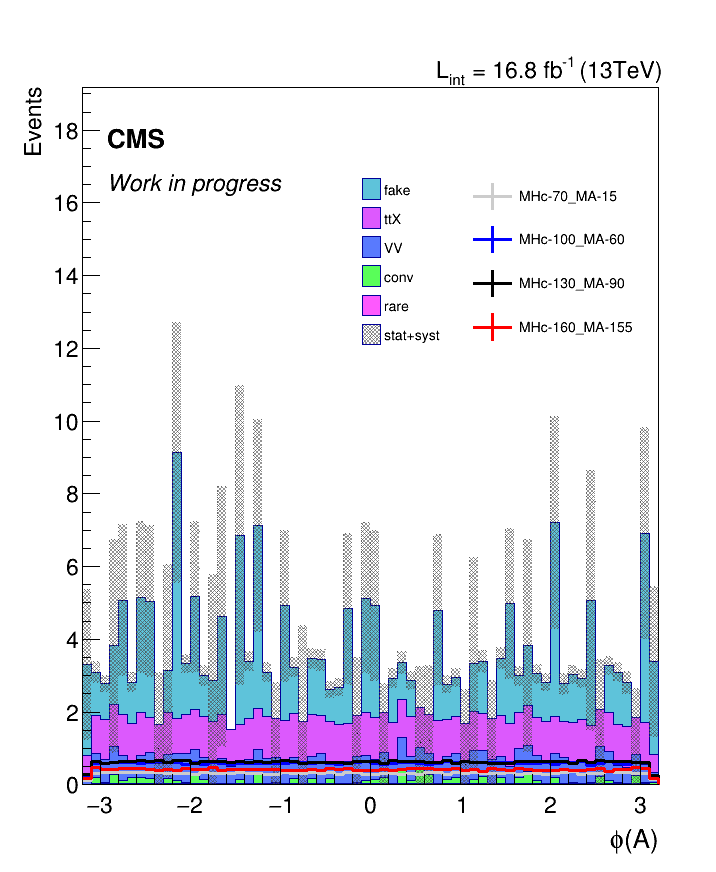 L_int = 16.8 fb^-1 (13TeV)
Events
CMS
Work in progress
fake
ttX
VV
conv
rare
stat+syst
MHc-70_MA-15
MHc-100_MA-60
MHc-130_MA-90
MHc-160_MA-155
18
16
14
12
10
8
6
4
2
0
−3 −2 −1 0 1 2 3
ϕ(A)